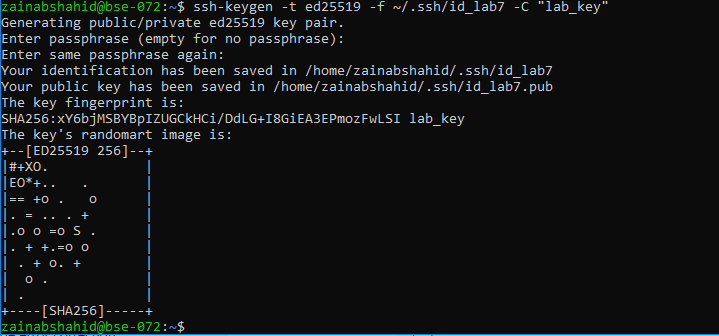 zainabshahid@bse-072:~$ ssh-keygen -t ed25519 -f ~/.ssh/id_lab7 -C "lab_key"
Generating public/private ed25519 key pair.
Enter passphrase (empty for no passphrase):
Enter same passphrase again:
Your identification has been saved in /home/zainabshahid/.ssh/id_lab7
Your public key has been saved in /home/zainabshahid/.ssh/id_lab7.pub
The key fingerprint is:
SHA256:xY6bjMSBYBpIZUGCkHCi/DdLG+I8GiEA3EPmozFwLSI lab_key
The key's randomart image is:
+--[ED25519 256]--+
|#+XO.            |
|EO*+..   .       |
|== +o .   o      |
|. = .. . +       |
|.o o =o S .      |
|. + +.=o o       |
| . + o. +        |
|  o .            |
| .               |
+----[SHA256]-----+
zainabshahid@bse-072:~$